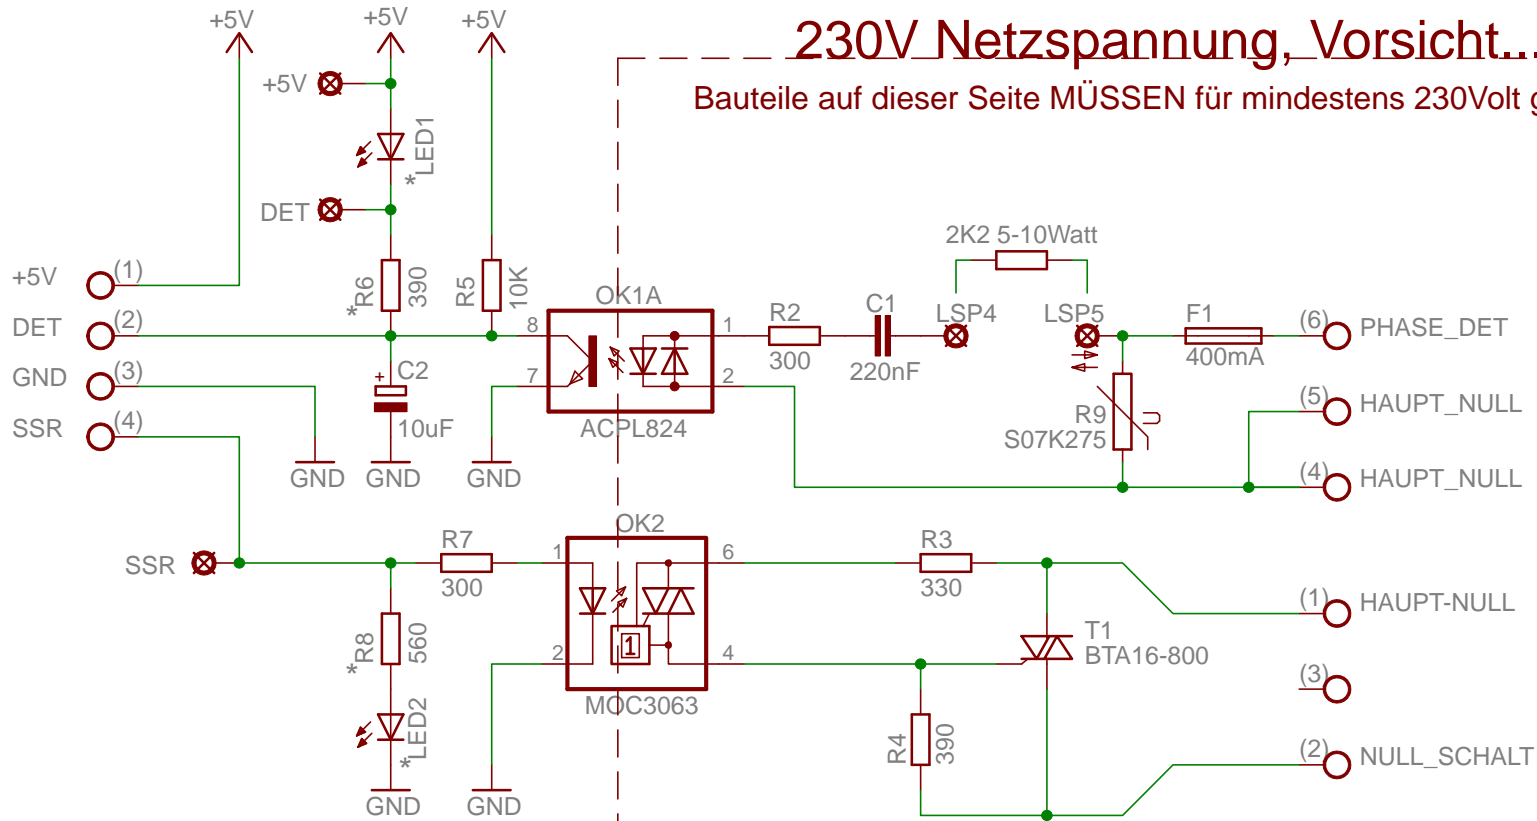 230V Netzspannung, Vorsicht...
Bauteile auf dieser Seite MÜSSEN für mindestens 230Volt g
+5V
+5V
+5V
+5V
*LED1
DET
*R6
390
R5
10K
+5V
(1)
DET
(2)
GND
(3)
SSR
(4)
+
C2
10uF
GND
GND
GND
OK1A
8
7
1
2
ACPL824
R2
300
C1
220nF
2K2 5-10Watt
LSP4
LSP5
F1
400mA
R9
S07K275
U
(6)
PHASE_DET
(5)
HAUPT_NULL
(4)
HAUPT_NULL
SSR
R7
300
*R8
560
*LED2
GND
GND
OK2
1
2
6
4
1
MOC3063
R3
330
R4
390
T1
BTA16-800
(1)
HAUPT-NULL
(3)
(2)
NULL_SCHALT